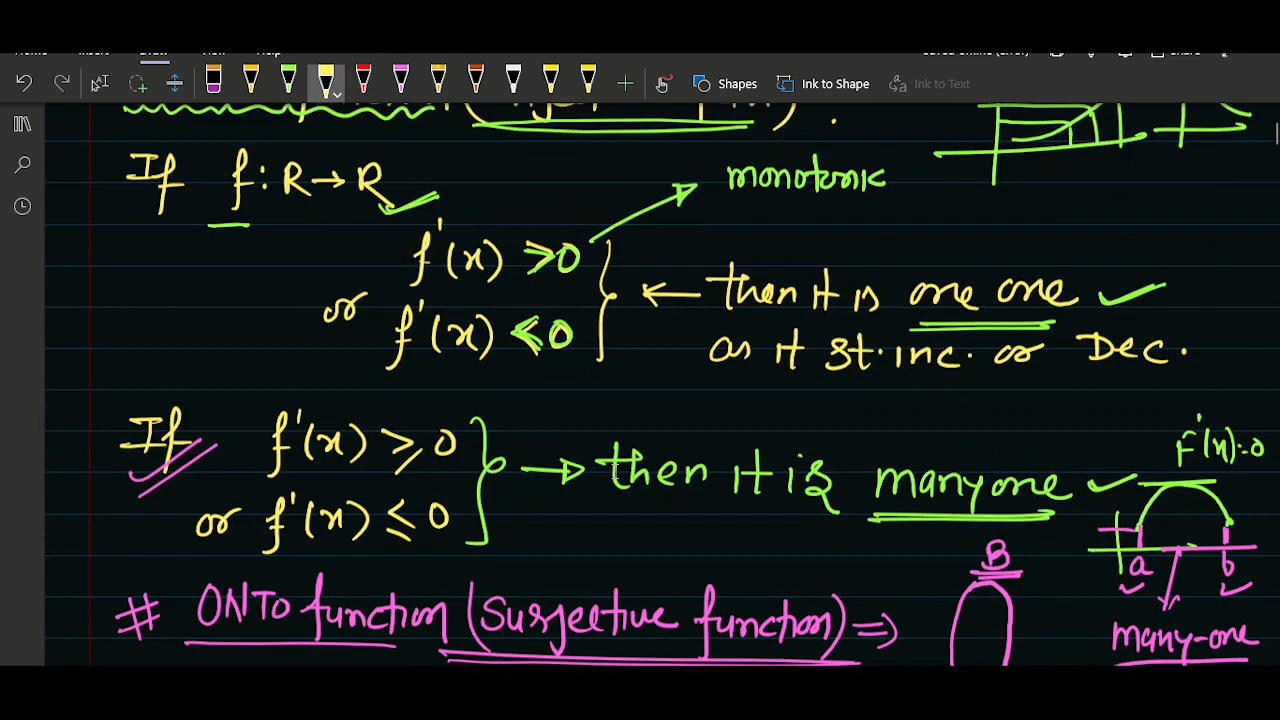 Shapes
Ink to Shape
Ink to Text
If f: R→R
monotonic
f'(x) >0
or f'(x) <0
then it is one one
as it st. inc. or Dec.
If f'(x) ≥ 0
or f'(x) ≤ 0
then it is manyone
F'(x)=0
a b
many-one
B
# ONTO function (Surjective function) ⇒